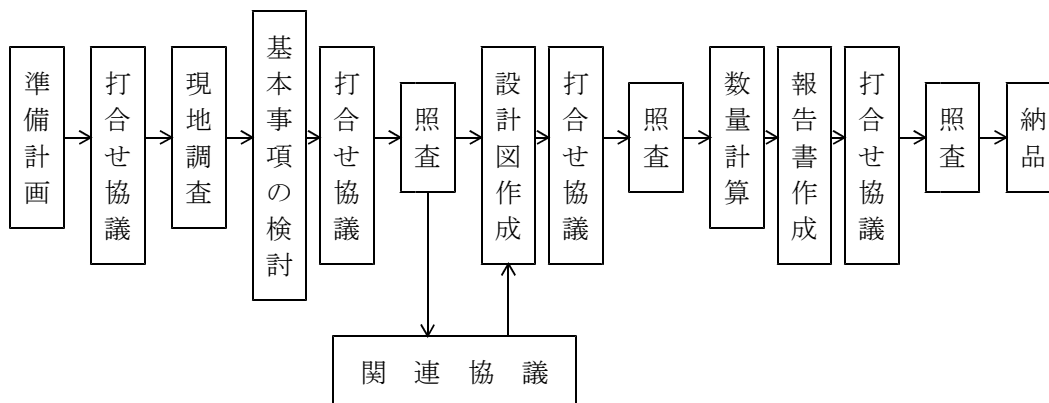 準備計画
打合せ協議
現地調査
基本事項の検討
打合せ協議
照査
設計図作成
打合せ協議
照査
数量計算
報告書作成
打合せ協議
照査
納品
関連協議